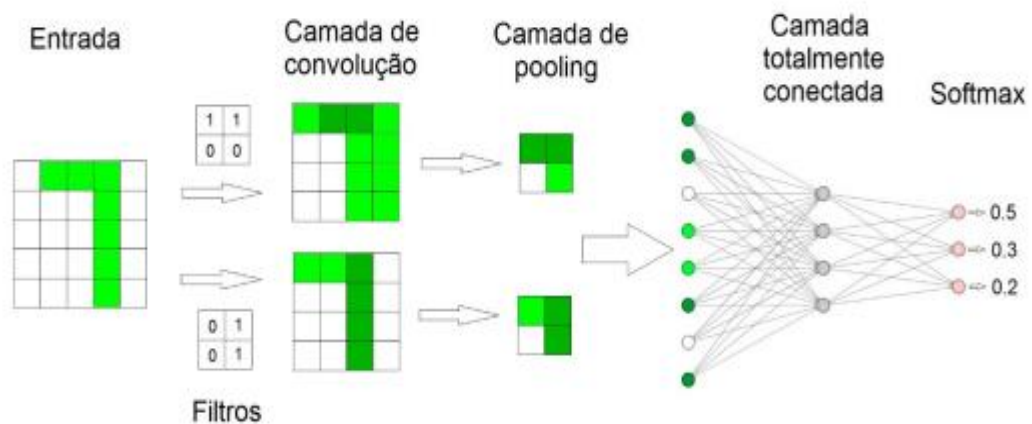 Entrada
Camada de
convolução
Camada de
pooling
Camada
totalmente
conectada
Softmax
1 1
0 0
0.5
0.3
0.2
0 1
0 1
Filtros